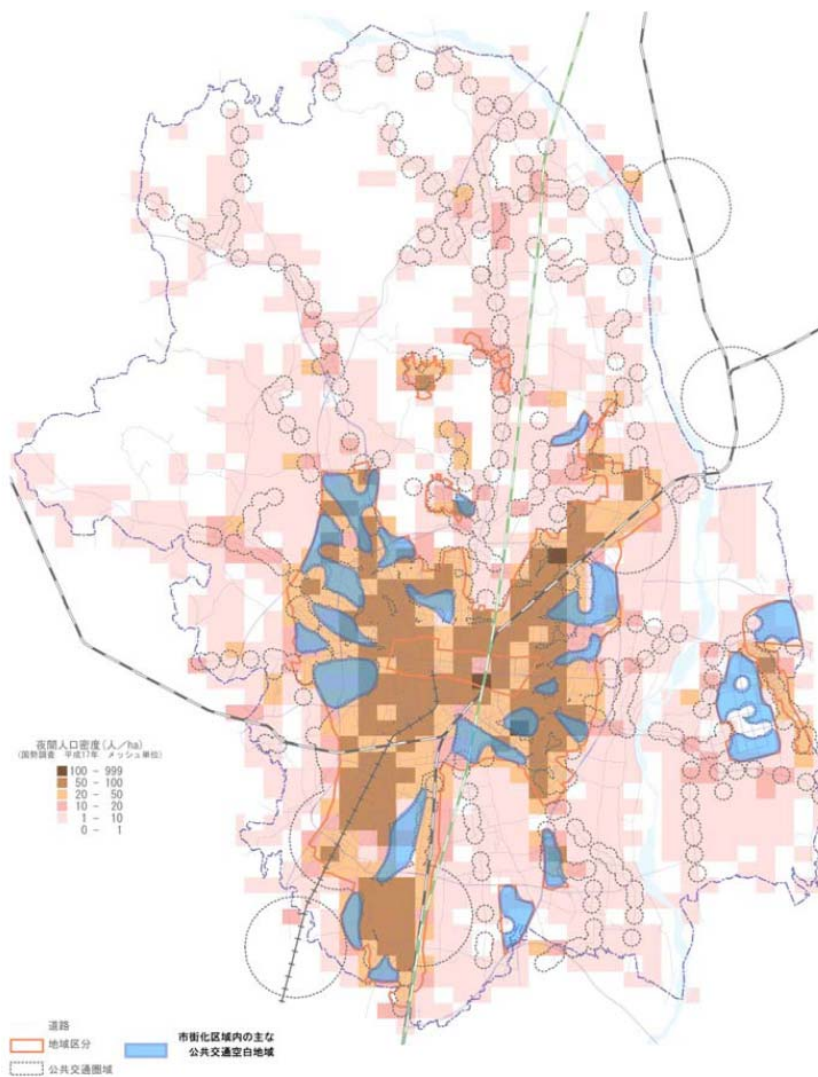 夜間人口密度(人/ha)
(国勢調査 平成17年 メッシュ単位)
100 - 999
50 - 100
20 - 50
10 - 20
1 - 10
0 - 1
道路
地域区分
公共交通圏域
市街化区域内の主な
公共交通空白地域